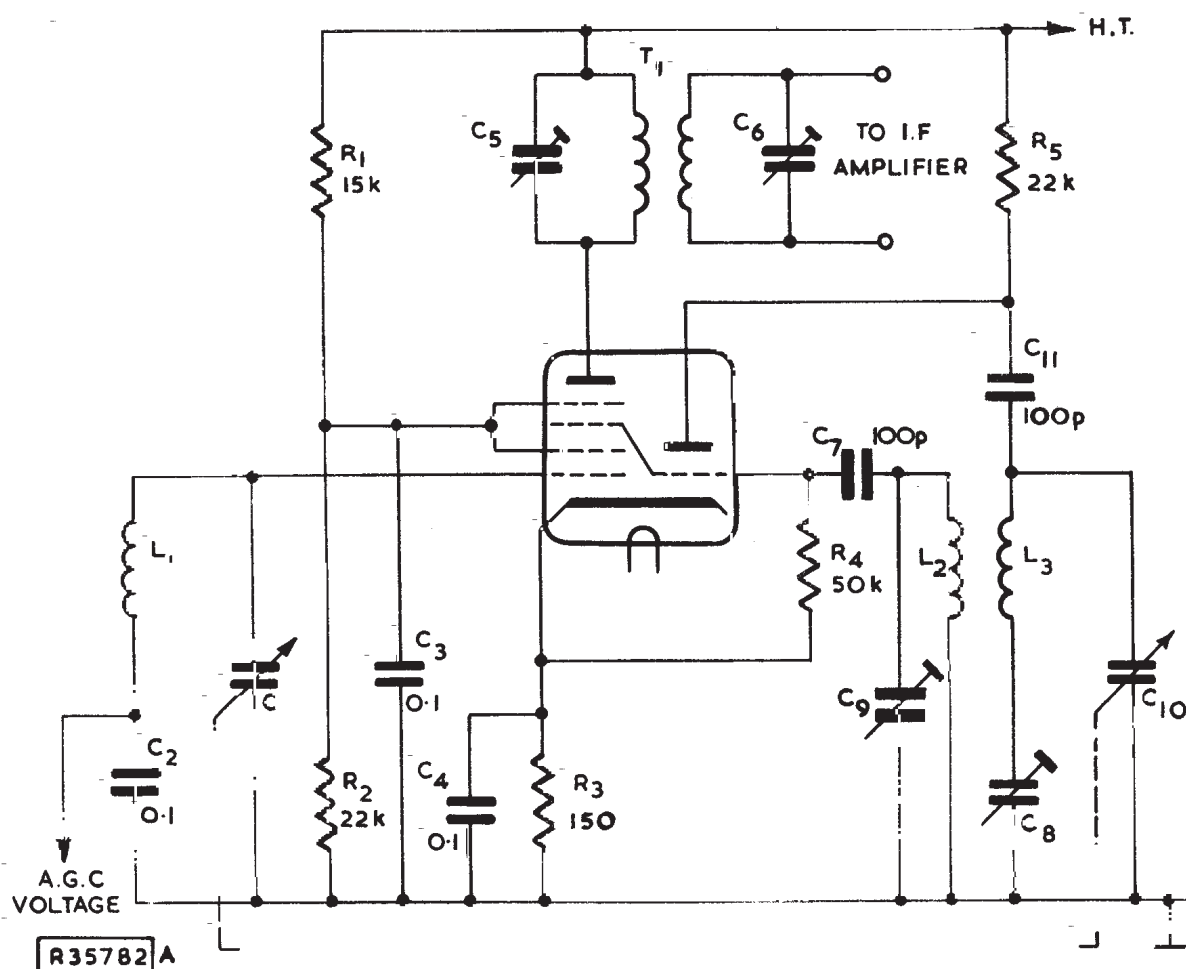 H.T.
T1
C5
C6
TO I.F
AMPLIFIER
R5
22k
R1
15k
C11
100p
C7
100p
L1
R4
50k
L2
L3
C3
0·1
1C
C9
C10
C2
0·1
R2
22k
C4
0·1
R3
150
C8
A.G.C
VOLTAGE
R35782 A